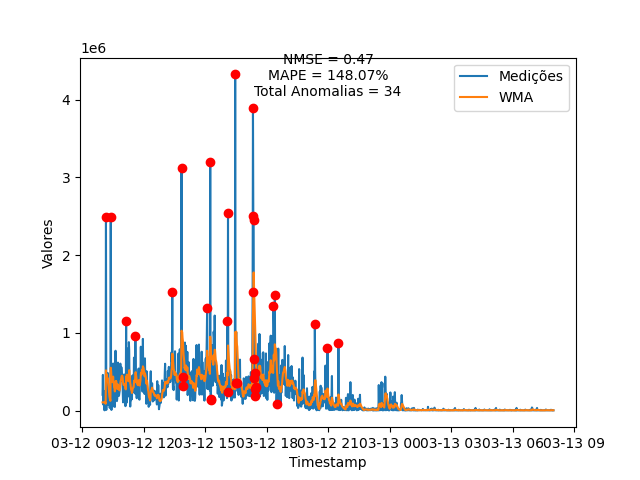 1e6
NMSE = 0.47
MAPE = 148.07%
Total Anomalias = 34
Medições
WMA
4
3
2
1
0
Valores
03-12 09 03-12 12 03-12 15 03-12 18 03-12 21 03-13 00 03-13 03 03-13 06 03-13 09
Timestamp